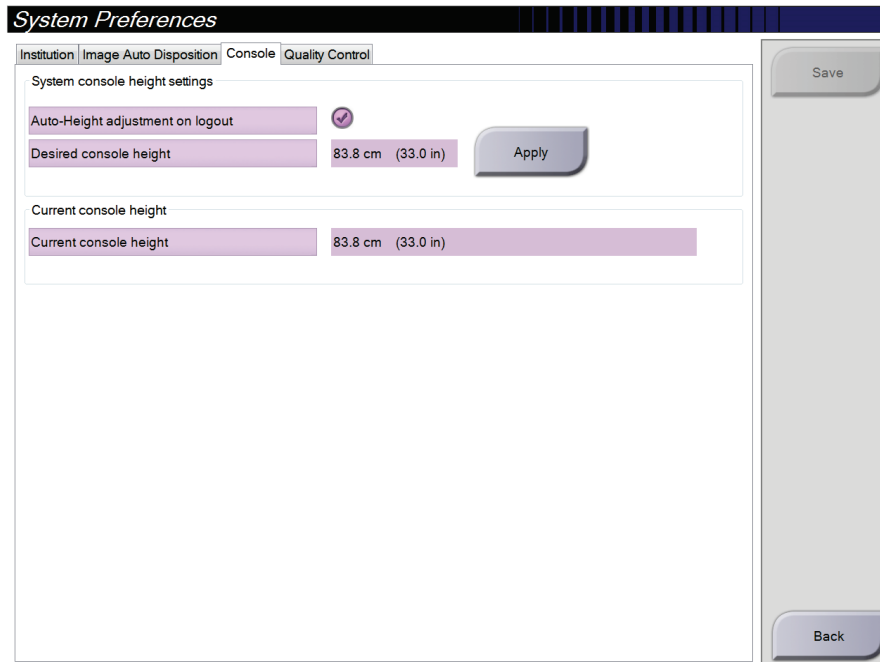 System Preferences
Institution Image Auto Disposition Console Quality Control
Save
System console height settings
Auto-Height adjustment on logout
Desired console height 83.8 cm (33.0 in) Apply
Current console height
Current console height 83.8 cm (33.0 in)
Back